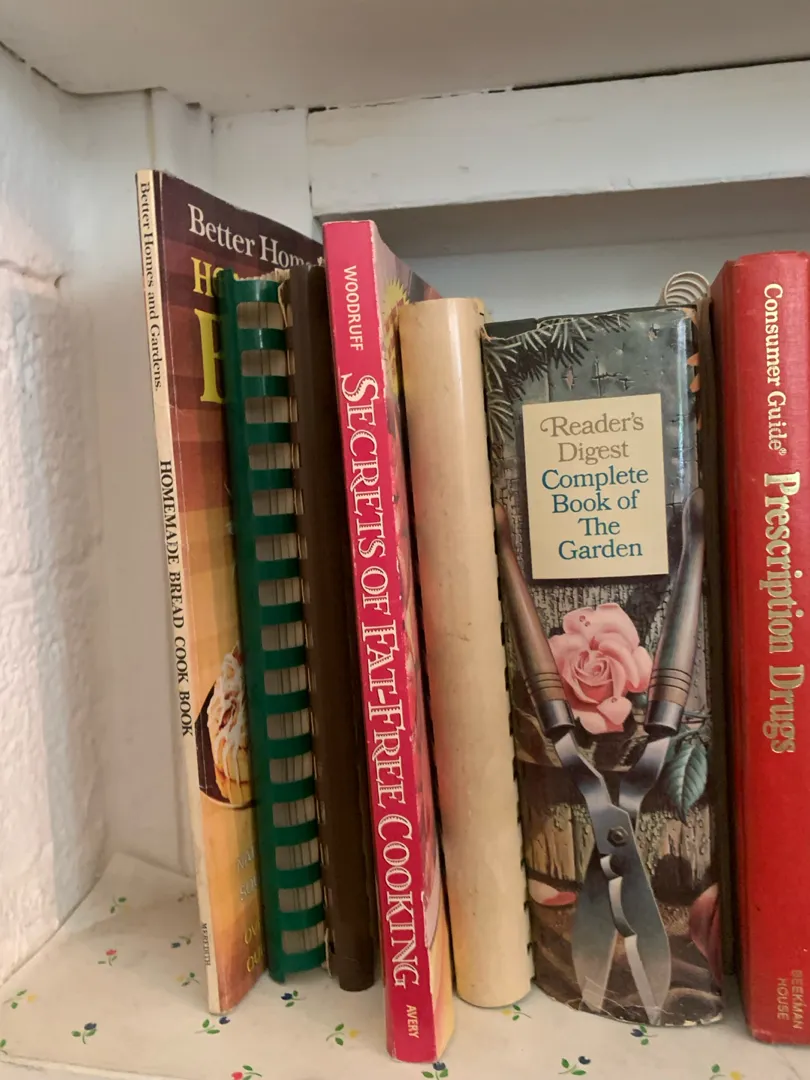 Better Homes and Gardens.
HOMEMADE BREAD COOK BOOK
MEREDITH
Better Hom
WOODRUFF
SECRETS OF FAT-FREE COOKING
AVERY
Reader's
Digest
Complete
Book of
The
Garden
Consumer Guide®
Prescription Drugs
BEEKMAN
HOUSE